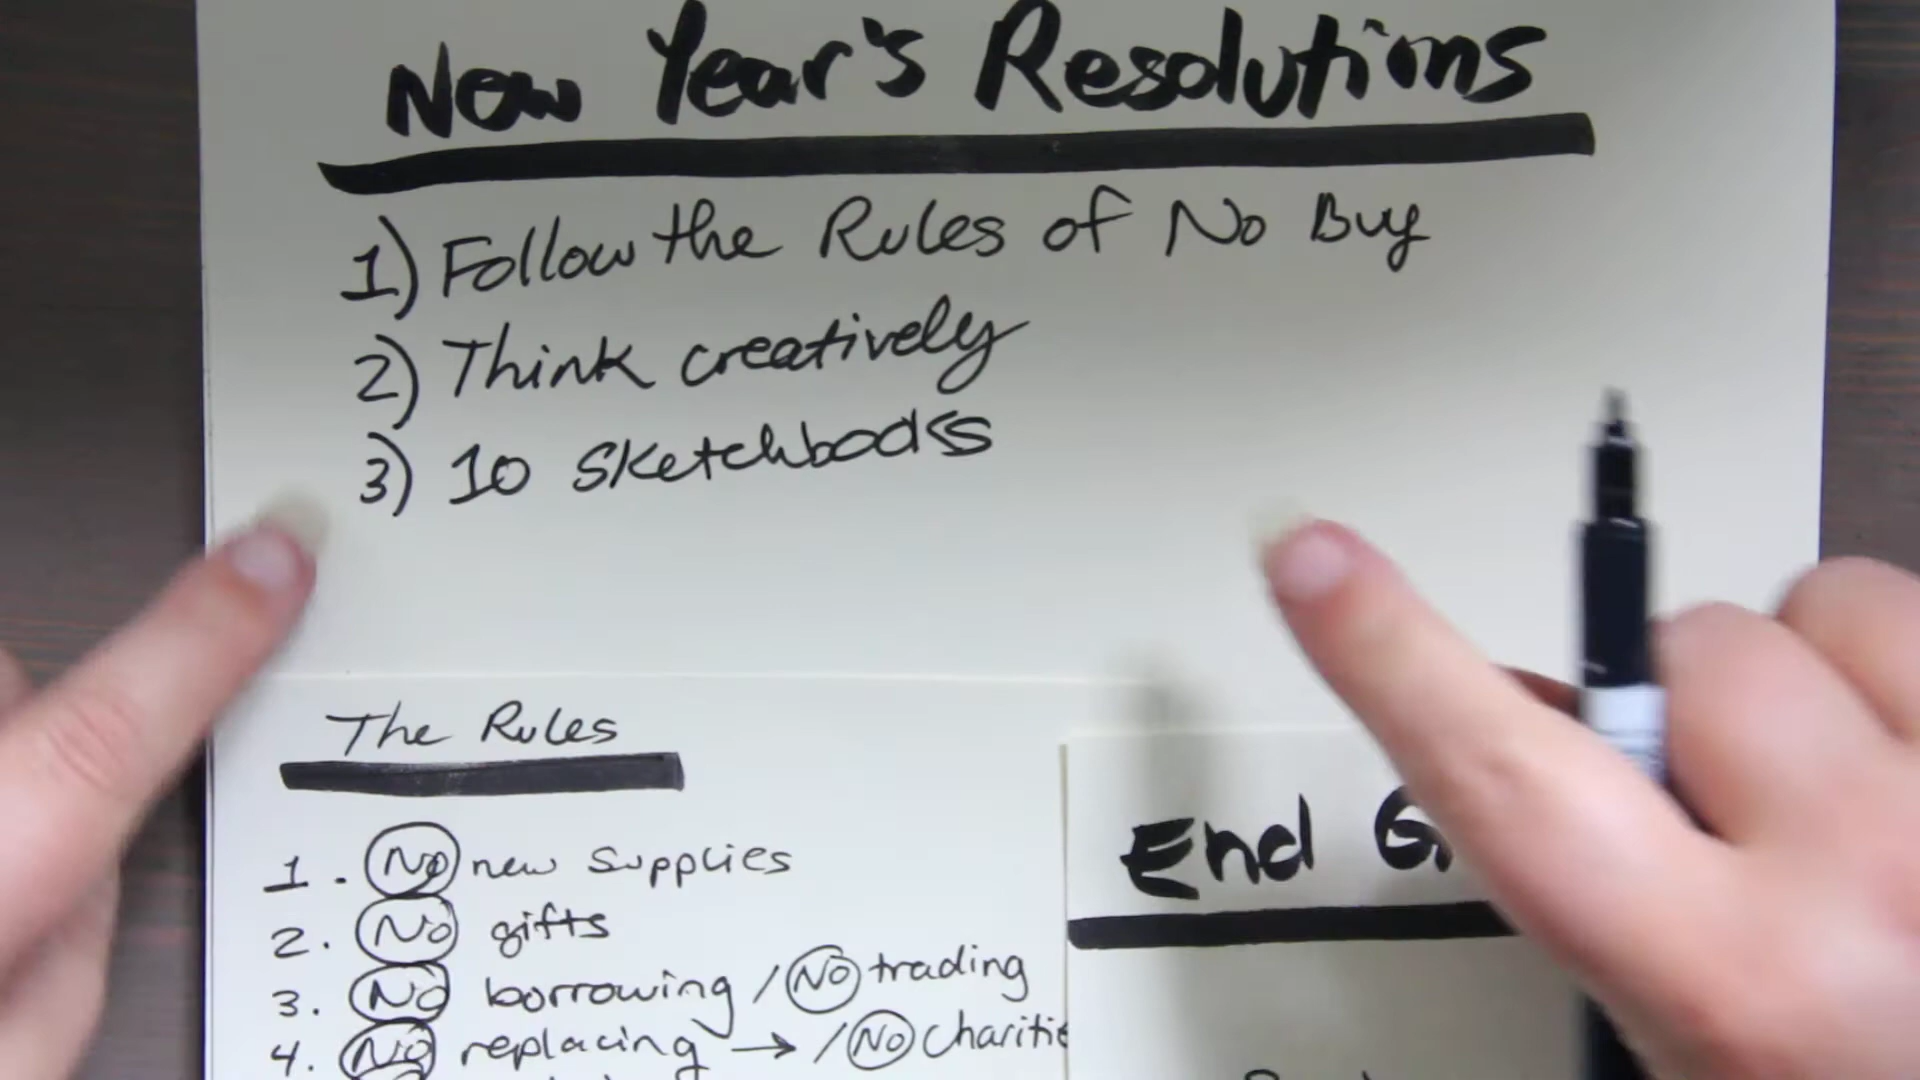 New Year's Resolutions
1) Follow the Rules of No Buy
2) Think creatively
3) 10 Sketchbooks
The Rules
1. No new supplies
2. No gifts
3. No borrowing / No trading
4. No replacing → / No charitie
End